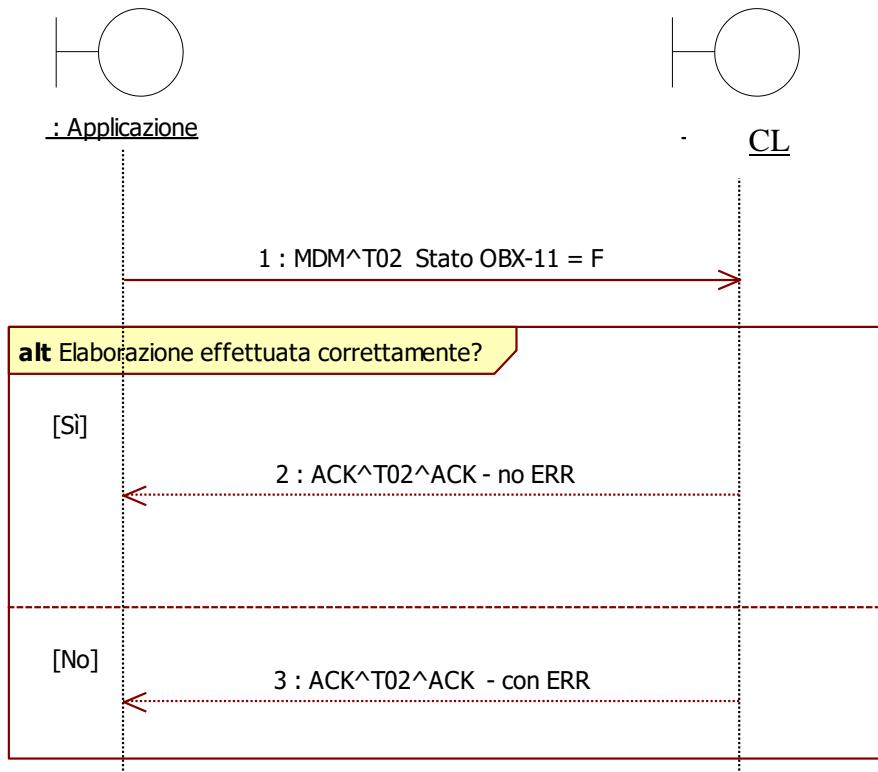 : Applicazione
- CL
1 : MDM^T02 Stato OBX-11 = F
alt Elaborazione effettuata correttamente?
[Sì]
2 : ACK^T02^ACK - no ERR
[No]
3 : ACK^T02^ACK - con ERR